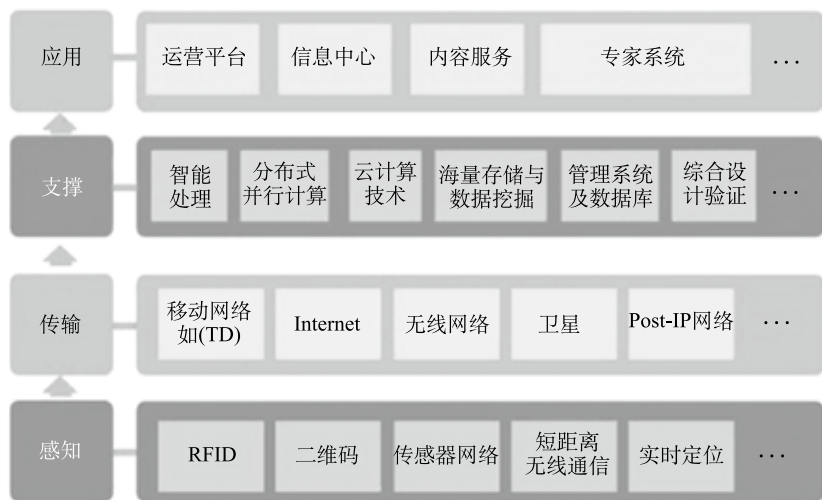 应用
运营平台
信息中心
内容服务
专家系统
...
支撑
智能
处理
分布式
并行计算
云计算
技术
海量存储与
数据挖掘
管理系统
及数据库
综合设
计验证
...
传输
移动网络
如(TD)
Internet
无线网络
卫星
Post-IP网络
...
感知
RFID
二维码
传感器网络
短距离
无线通信
实时定位
...